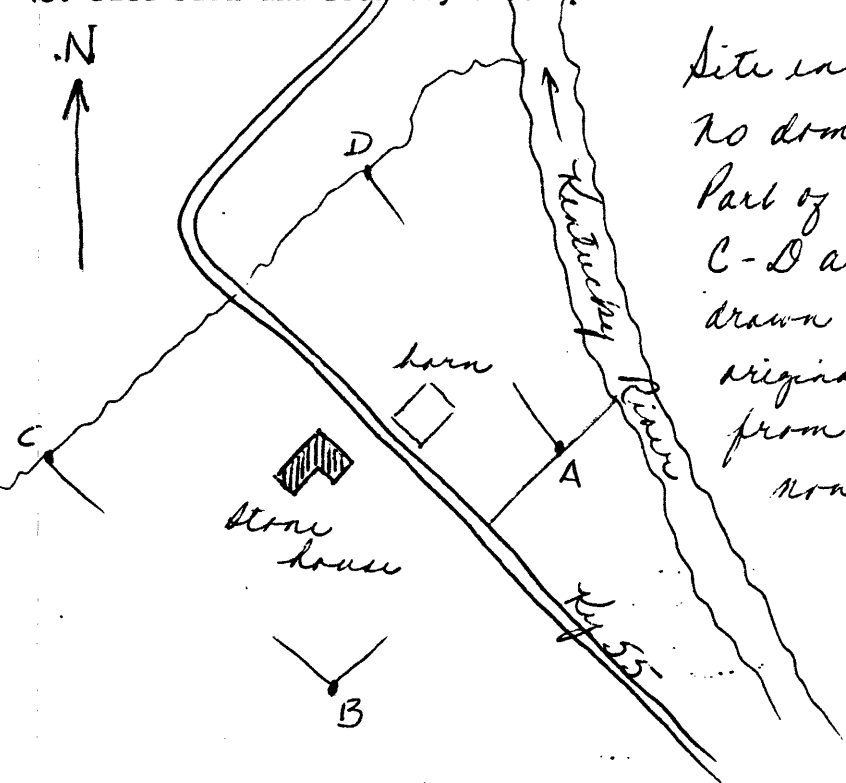 N
D
Kentucky
River
barn
A
C
Stone
house
Ky 55
B
Site in
No dom
Part of
C-D a
drawn
origina
from
non